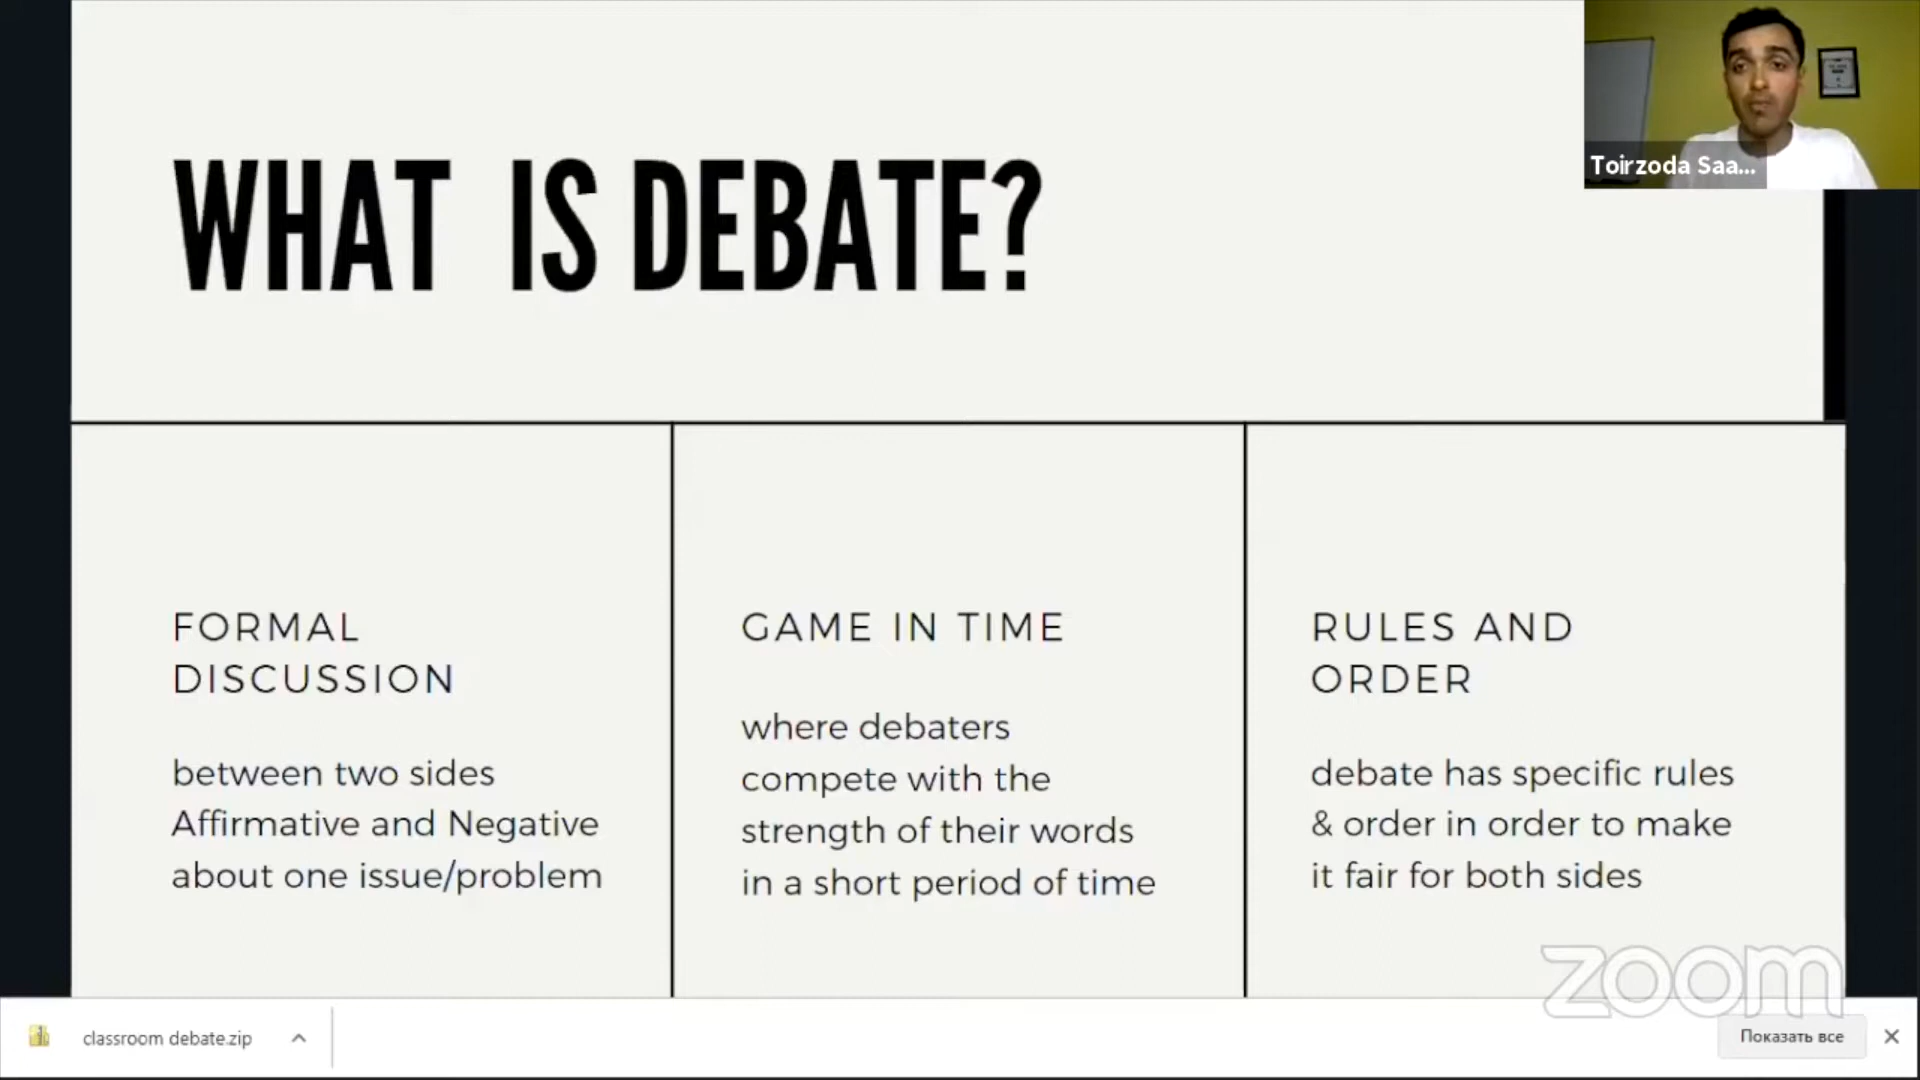 WHAT IS DEBATE?
Toirzoda Saa...
FORMAL
DISCUSSION
between two sides
Affirmative and Negative
about one issue/problem
GAME IN TIME
where debaters
compete with the
strength of their words
in a short period of time
RULES AND
ORDER
debate has specific rules
& order in order to make
it fair for both sides
zoom
classroom debate.zip
Показать все